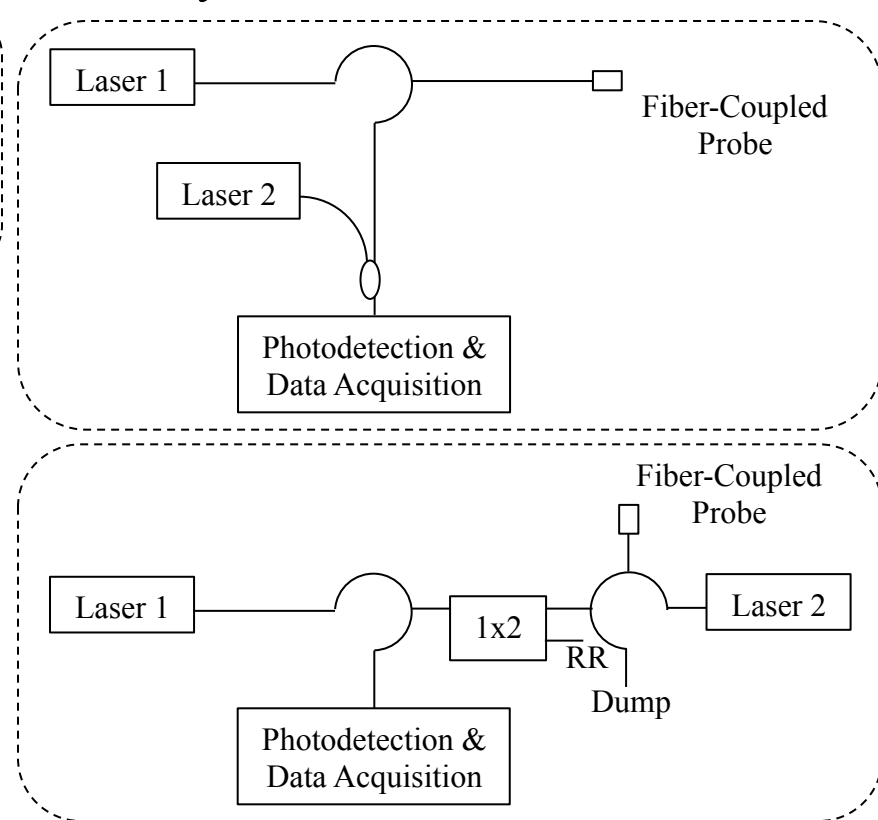 Laser 1
Fiber-Coupled
Probe
Laser 2
Photodetection &
Data Acquisition
Fiber-Coupled
Probe
Laser 1
1x2
Laser 2
RR
Dump
Photodetection &
Data Acquisition